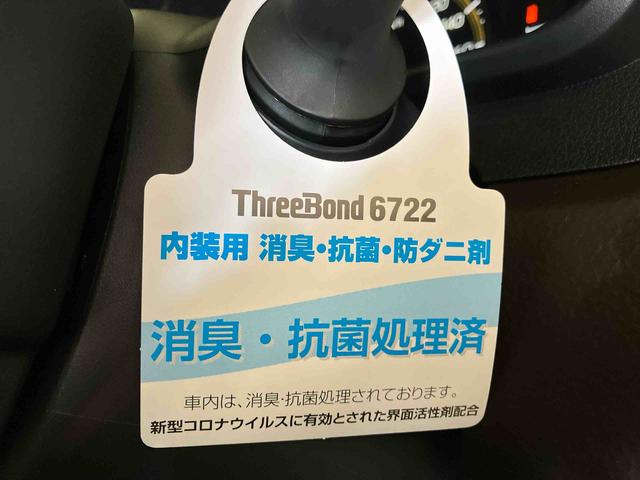 ThreeBond 6722
内装用 消臭・抗菌・防ダニ剤
消臭・抗菌処理済
車内は、消臭・抗菌処理されております。
新型コロナウイルスに有効とされた界面活性剤配合